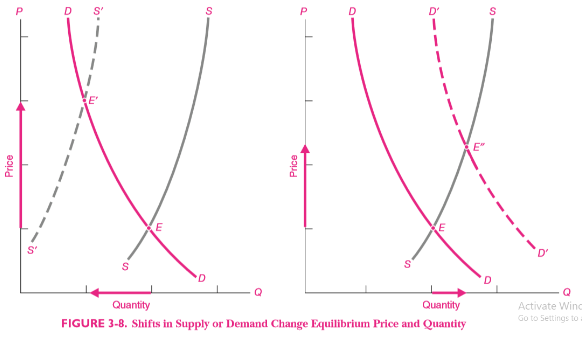 P D S′ S
E′
Price
E
S′
S
D
Q
Quantity
P D D′ S
E″
Price
E
D′
S
D
Q
Quantity
Activate Wind
Go to Settings to a
FIGURE 3-8. Shifts in Supply or Demand Change Equilibrium Price and Quantity